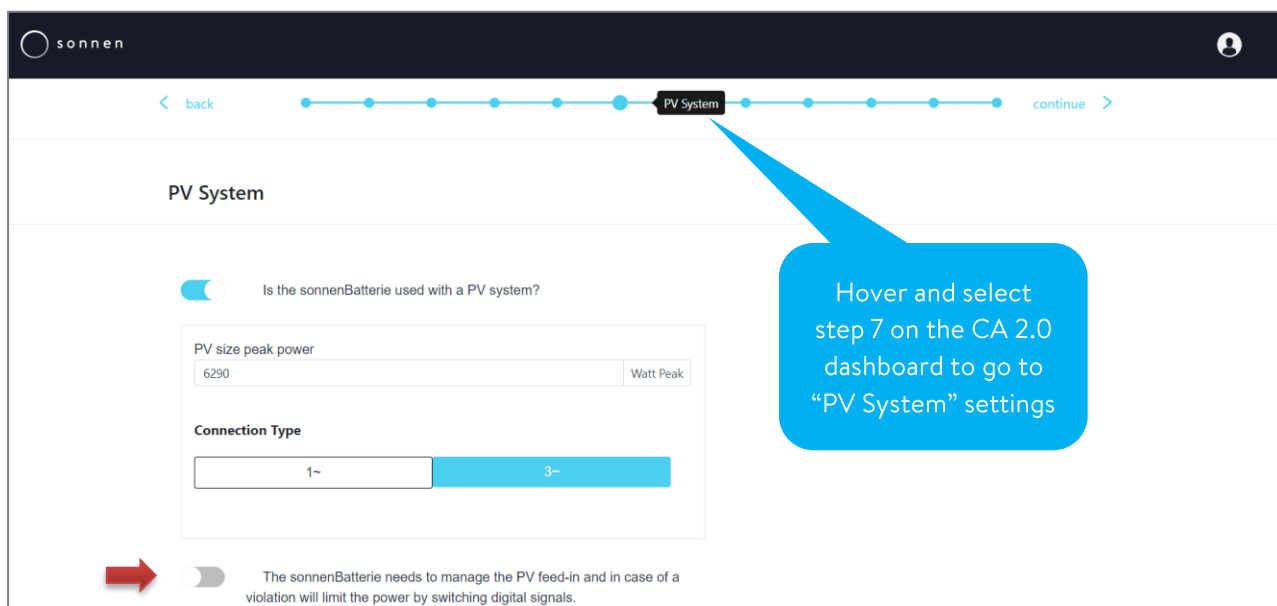 sonnen
back
PV System
continue
PV System
Hover and select
step 7 on the CA 2.0
dashboard to go to
“PV System” settings
Is the sonnenBatterie used with a PV system?
PV size peak power
6290
Watt Peak
Connection Type
1~
3~
The sonnenBatterie needs to manage the PV feed-in and in case of a
violation will limit the power by switching digital signals.